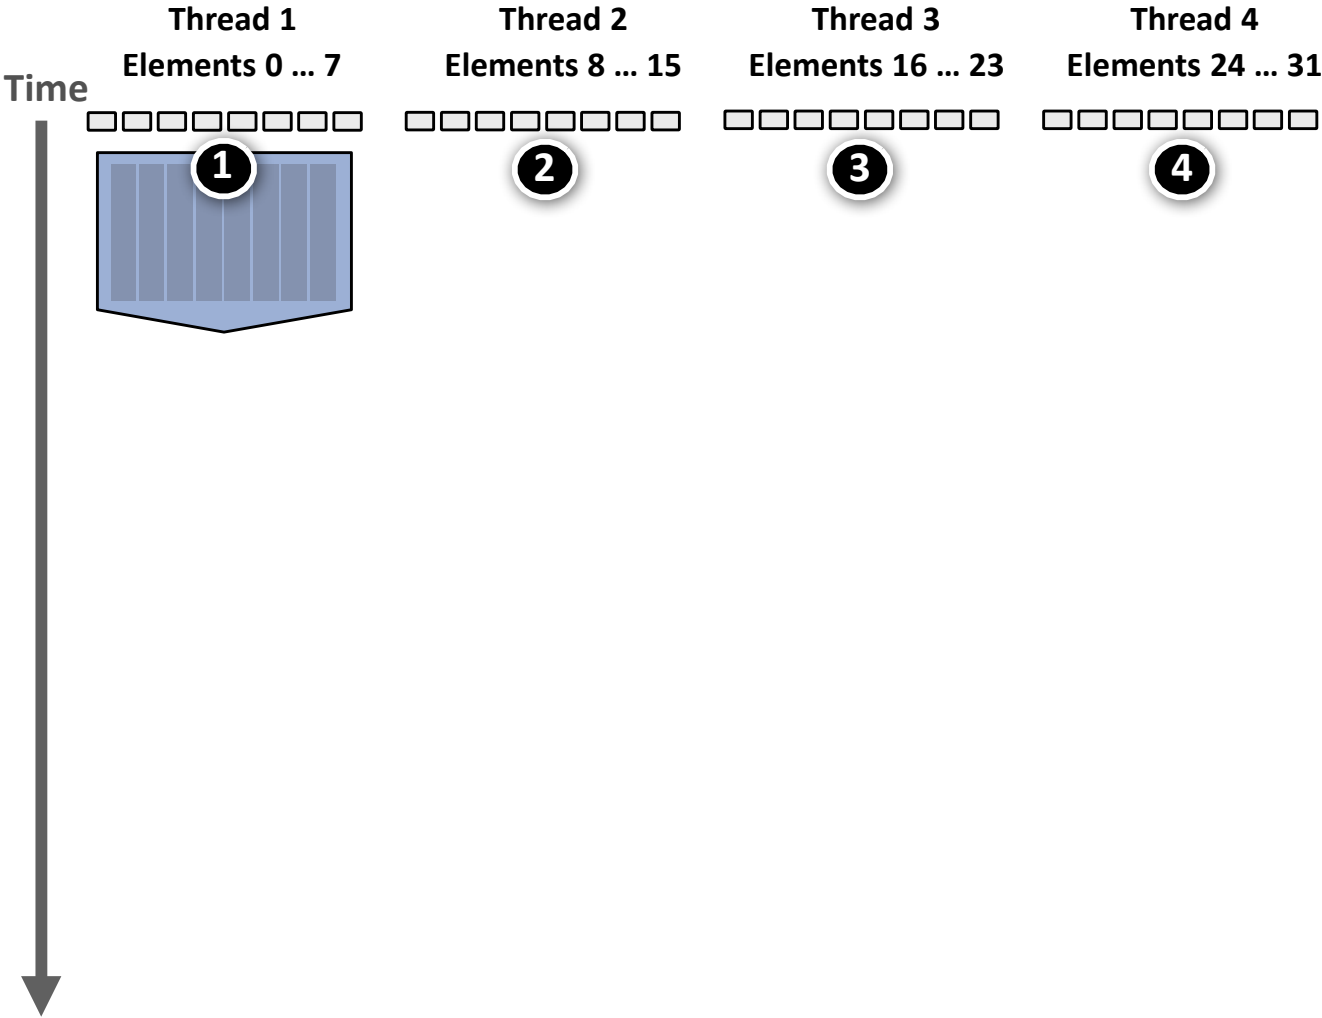 Thread 1
Elements 0 … 7
Thread 2
Elements 8 … 15
Thread 3
Elements 16 … 23
Thread 4
Elements 24 … 31
Time
1
2
3
4